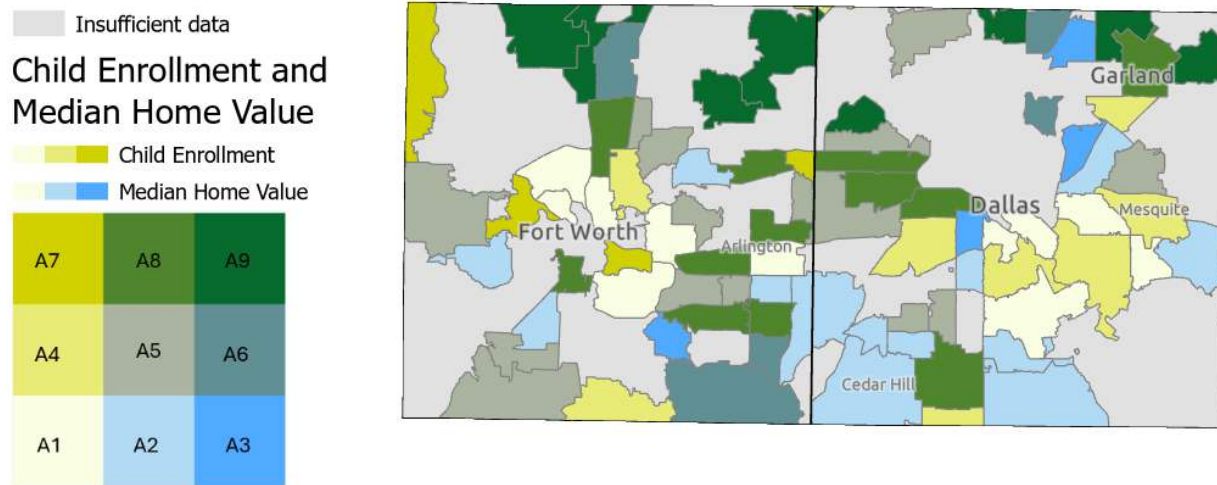 Insufficient data
Child Enrollment and
Median Home Value
Child Enrollment
Median Home Value
A7 A8 A9
A4 A5 A6
A1 A2 A3
Garland
Dallas
Mesquite
Fort Worth
Arlington
Cedar Hill